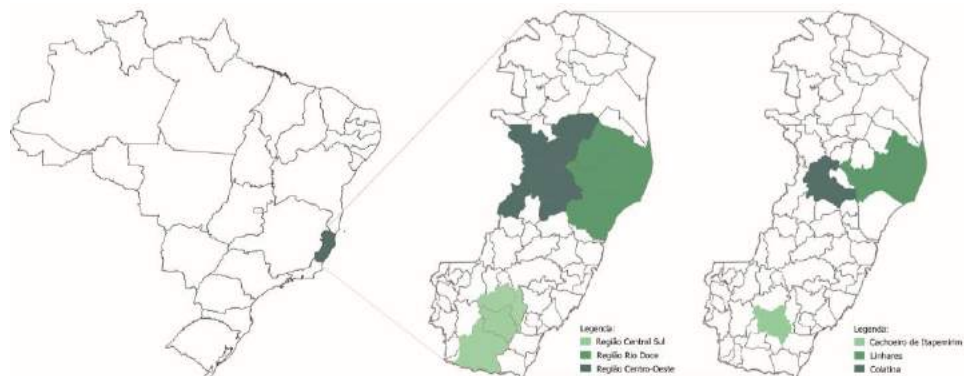 Legenda:
Região Central Sul
Região Rio Doce
Região Centro-Oeste
Legenda:
Cachoeiro de Itapemirim
Linhares
Colatina